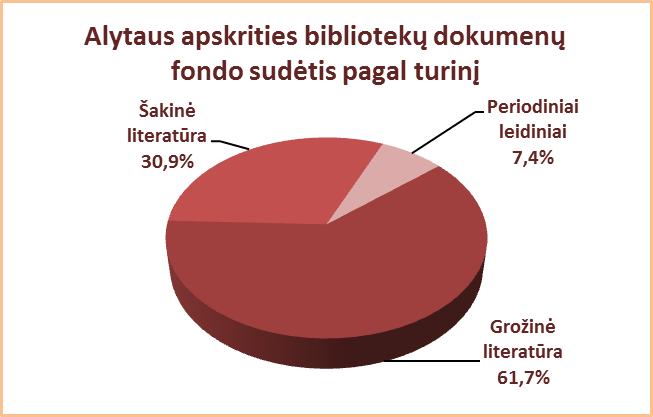 Alytaus apskrities bibliotekų dokumenų
fondo sudėtis pagal turinį
Šakinė
literatūra
30,9%
Periodiniai
leidiniai
7,4%
Grožinė
literatūra
61,7%